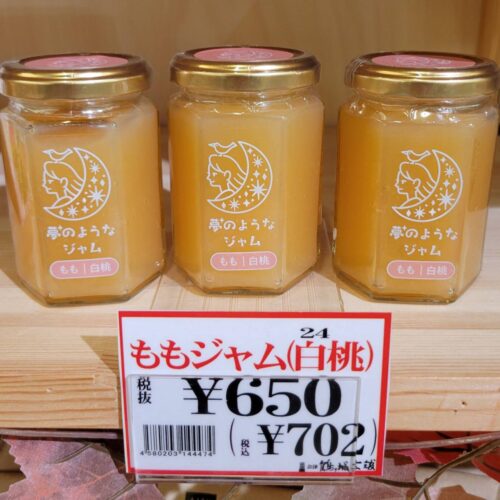 夢のような
ジャム
もも｜白桃
夢のような
ジャム
もも｜白桃
夢のような
ジャム
もも｜白桃
24
ももジャム(白桃)
税抜
¥650
(税込 ¥702)
4580203144474